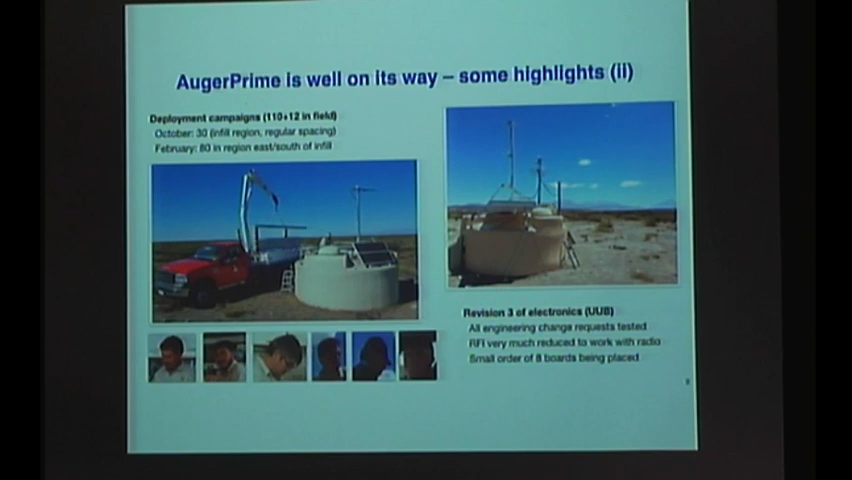 AugerPrime is well on its way – some highlights (ii)
Deployment campaigns (110+12 in field)
October: 30 (infill region, regular spacing)
February: 80 in region east/south of infill
Revision 3 of electronics (UUB)
All engineering change requests tested
RFI very much reduced to work with radio
Small order of 8 boards being placed